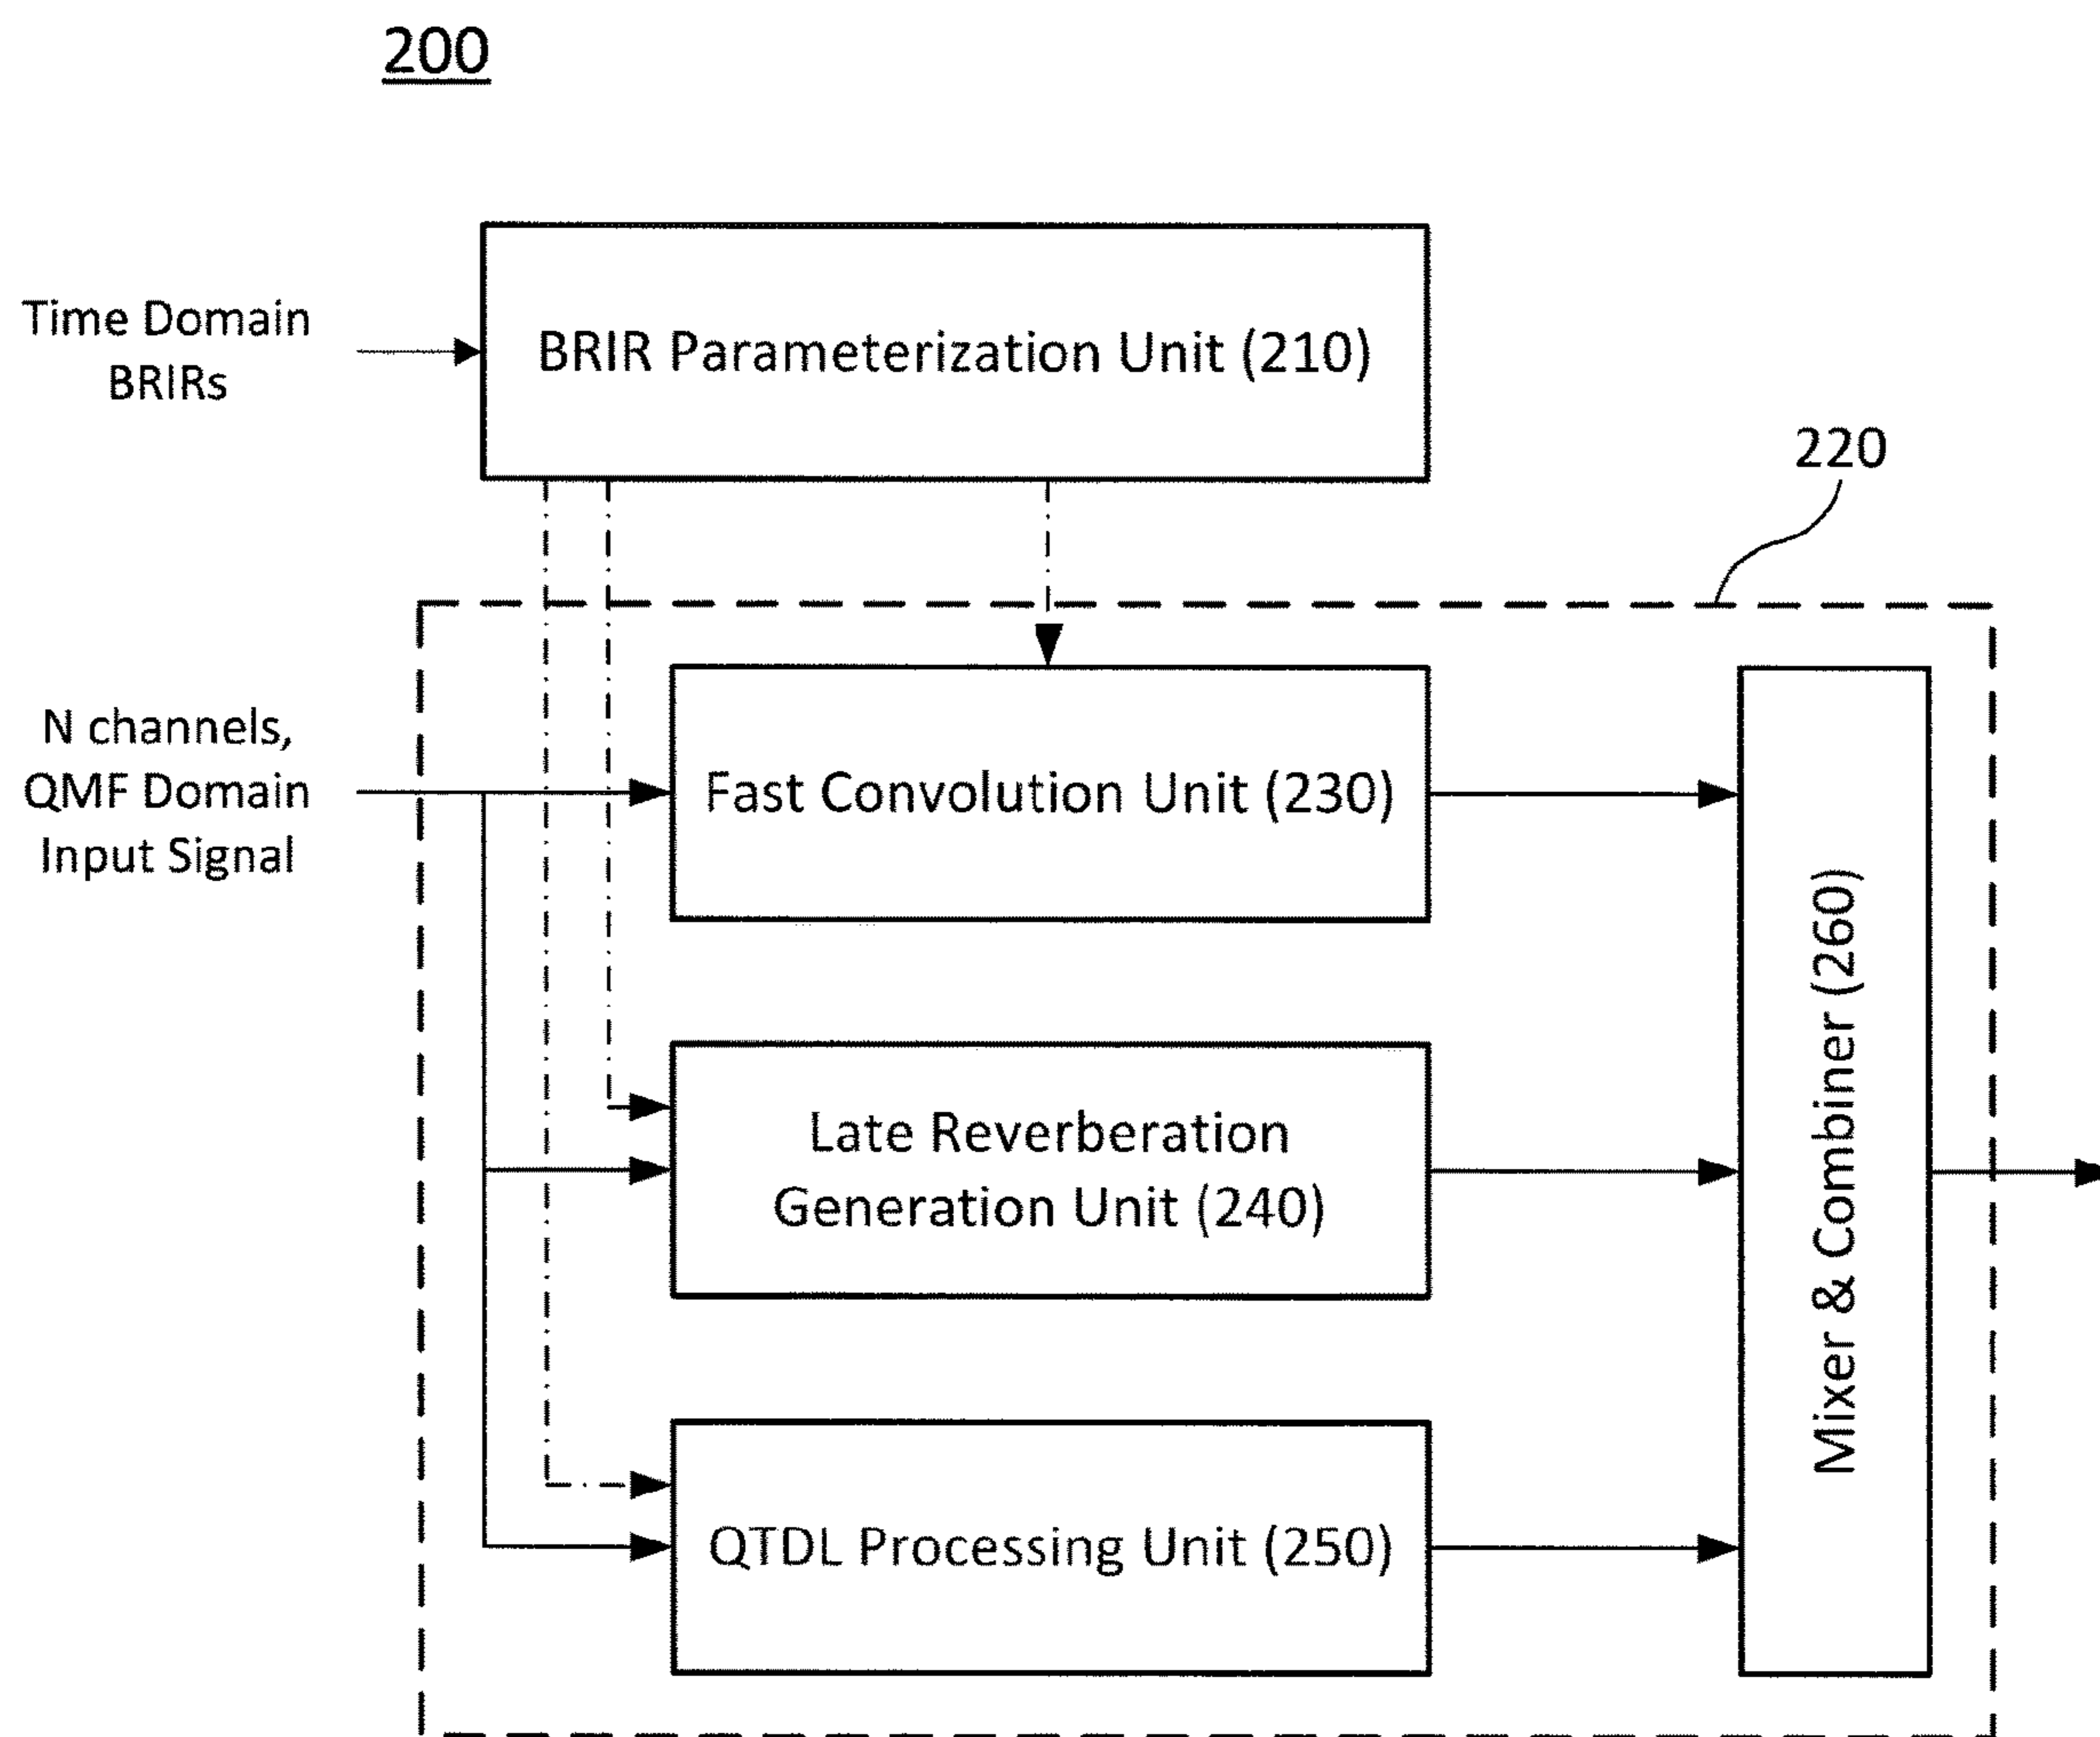 200
Time Domain
BRIRs
BRIR Parameterization Unit (210)
220
N channels,
QMF Domain
Input Signal
Fast Convolution Unit (230)
Late Reverberation
Generation Unit (240)
QTDL Processing Unit (250)
Mixer & Combiner (260)